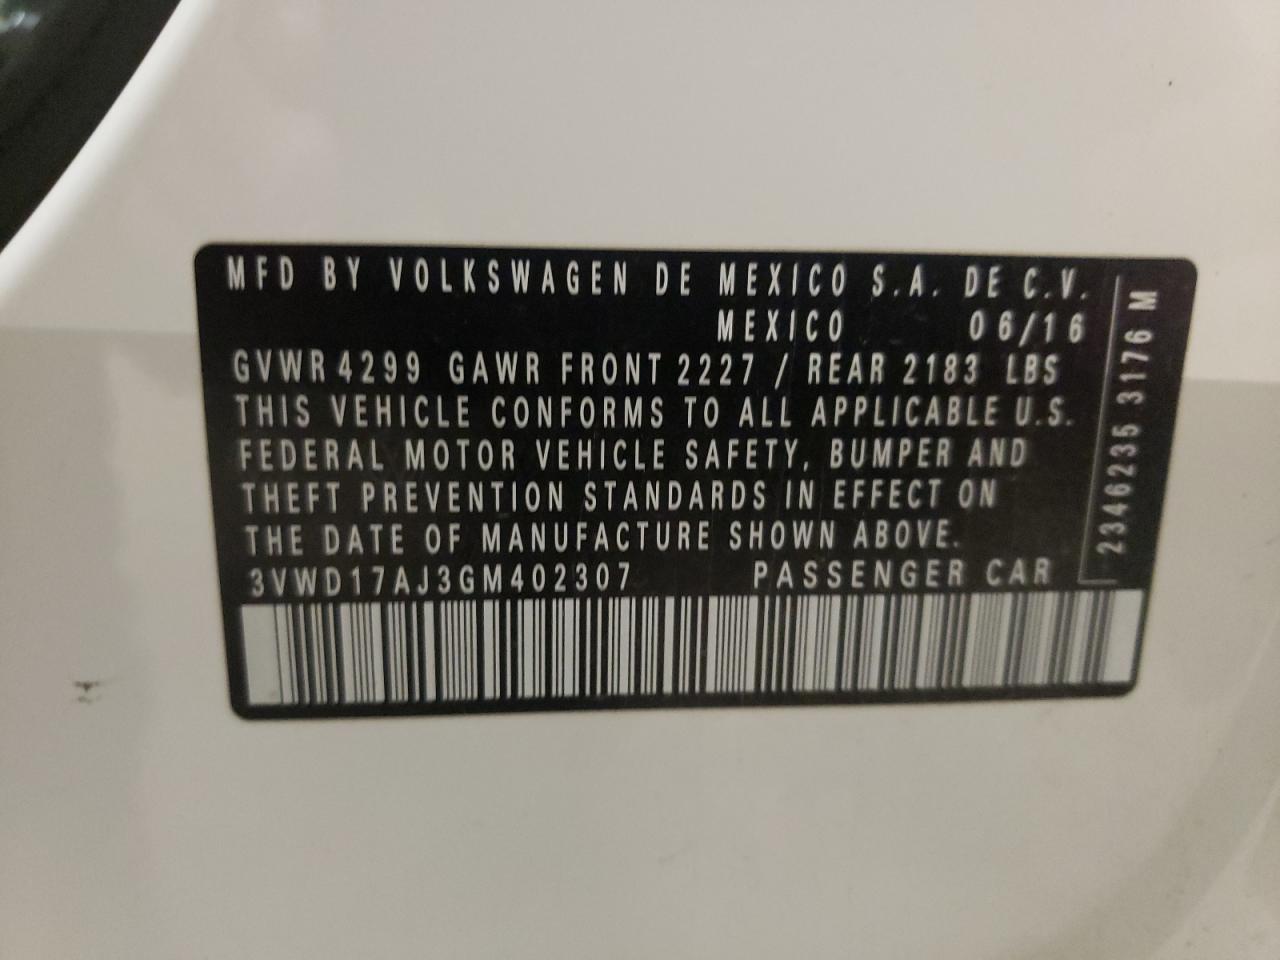 MFD BY VOLKSWAGEN DE MEXICO S.A. DE C.V.
MEXICO 06/16
GVWR 4299 GAWR FRONT 2227 / REAR 2183 LBS
THIS VEHICLE CONFORMS TO ALL APPLICABLE U.S.
FEDERAL MOTOR VEHICLE SAFETY, BUMPER AND
THEFT PREVENTION STANDARDS IN EFFECT ON
THE DATE OF MANUFACTURE SHOWN ABOVE.
3VWD17AJ3GM402307 PASSENGER CAR
2346235 3176 M